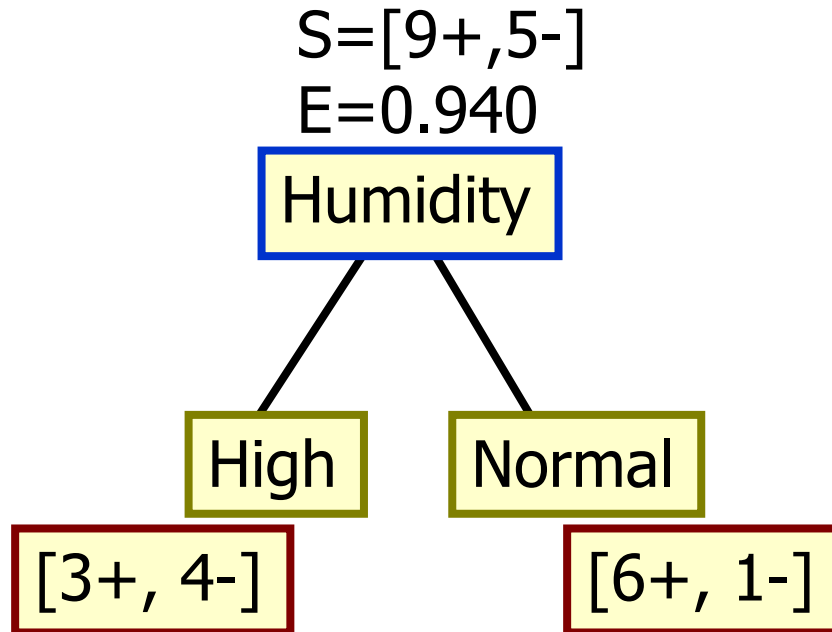 S=[9+,5-]
E=0.940
Humidity
High
Normal
[3+, 4-]
[6+, 1-]